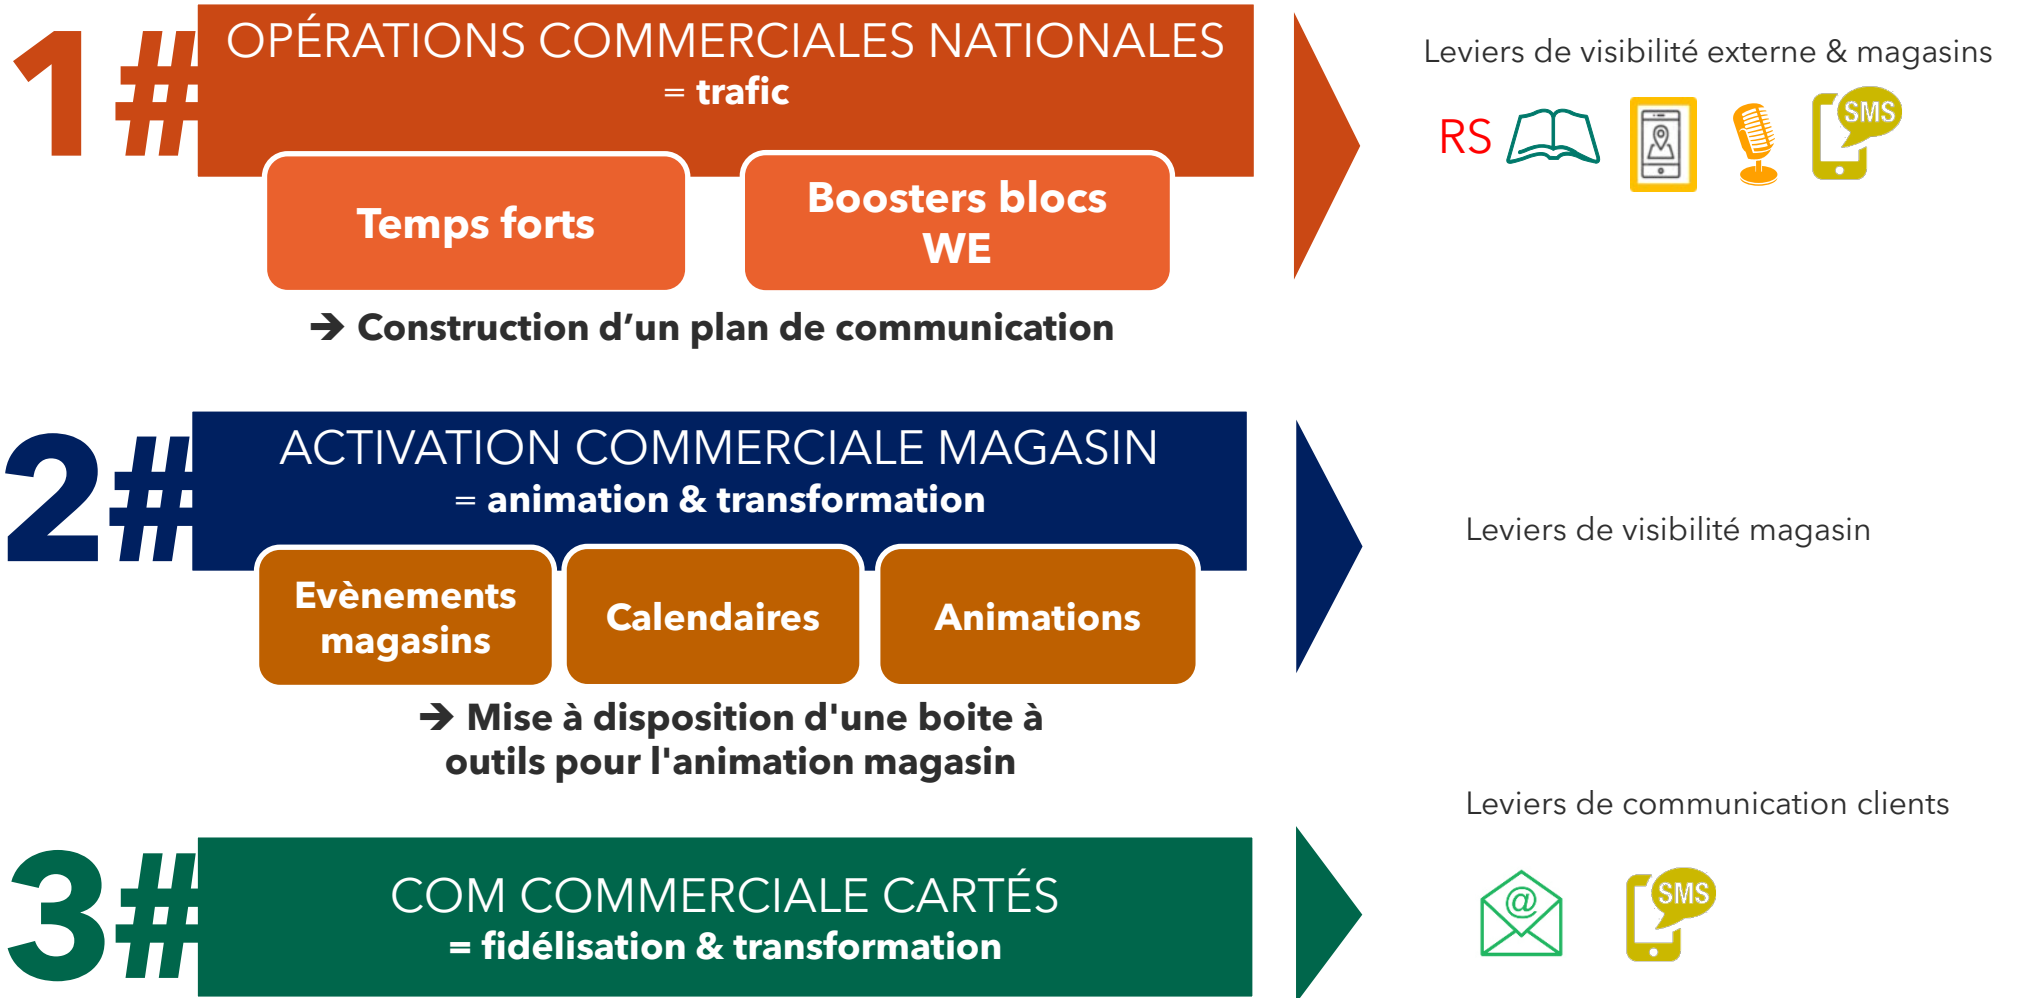 1#
OPÉRATIONS COMMERCIALES NATIONALES
= trafic
Temps forts
Boosters blocs
WE
➔ Construction d’un plan de communication
Leviers de visibilité externe & magasins
RS
SMS
2#
ACTIVATION COMMERCIALE MAGASIN
= animation & transformation
Evènements
magasins
Calendaires
Animations
➔ Mise à disposition d'une boite à
outils pour l'animation magasin
Leviers de visibilité magasin
3#
COM COMMERCIALE CARTÉS
= fidélisation & transformation
Leviers de communication clients
@
SMS